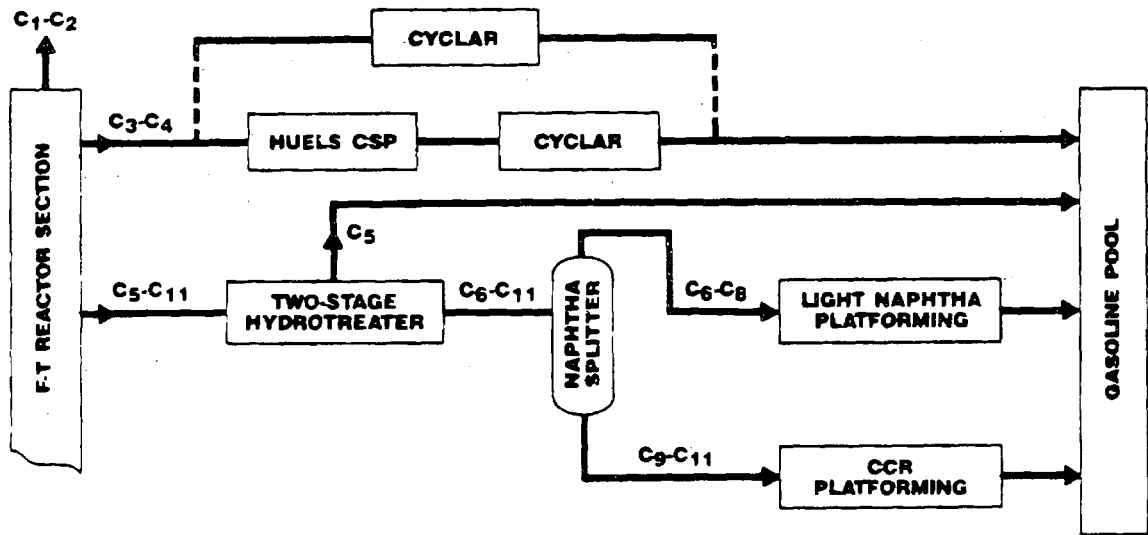 C₁-C₂
CYCLAR
C₃-C₄
HUELS CSP
CYCLAR
F-T REACTOR SECTION
C₅
C₅-C₁₁
TWO-STAGE
HYDROTREATER
C₆-C₁₁
NAPHTHA
SPLITTER
C₆-C₈
LIGHT NAPHTHA
PLATFORMING
C₉-C₁₁
CCR
PLATFORMING
GASOLINE POOL